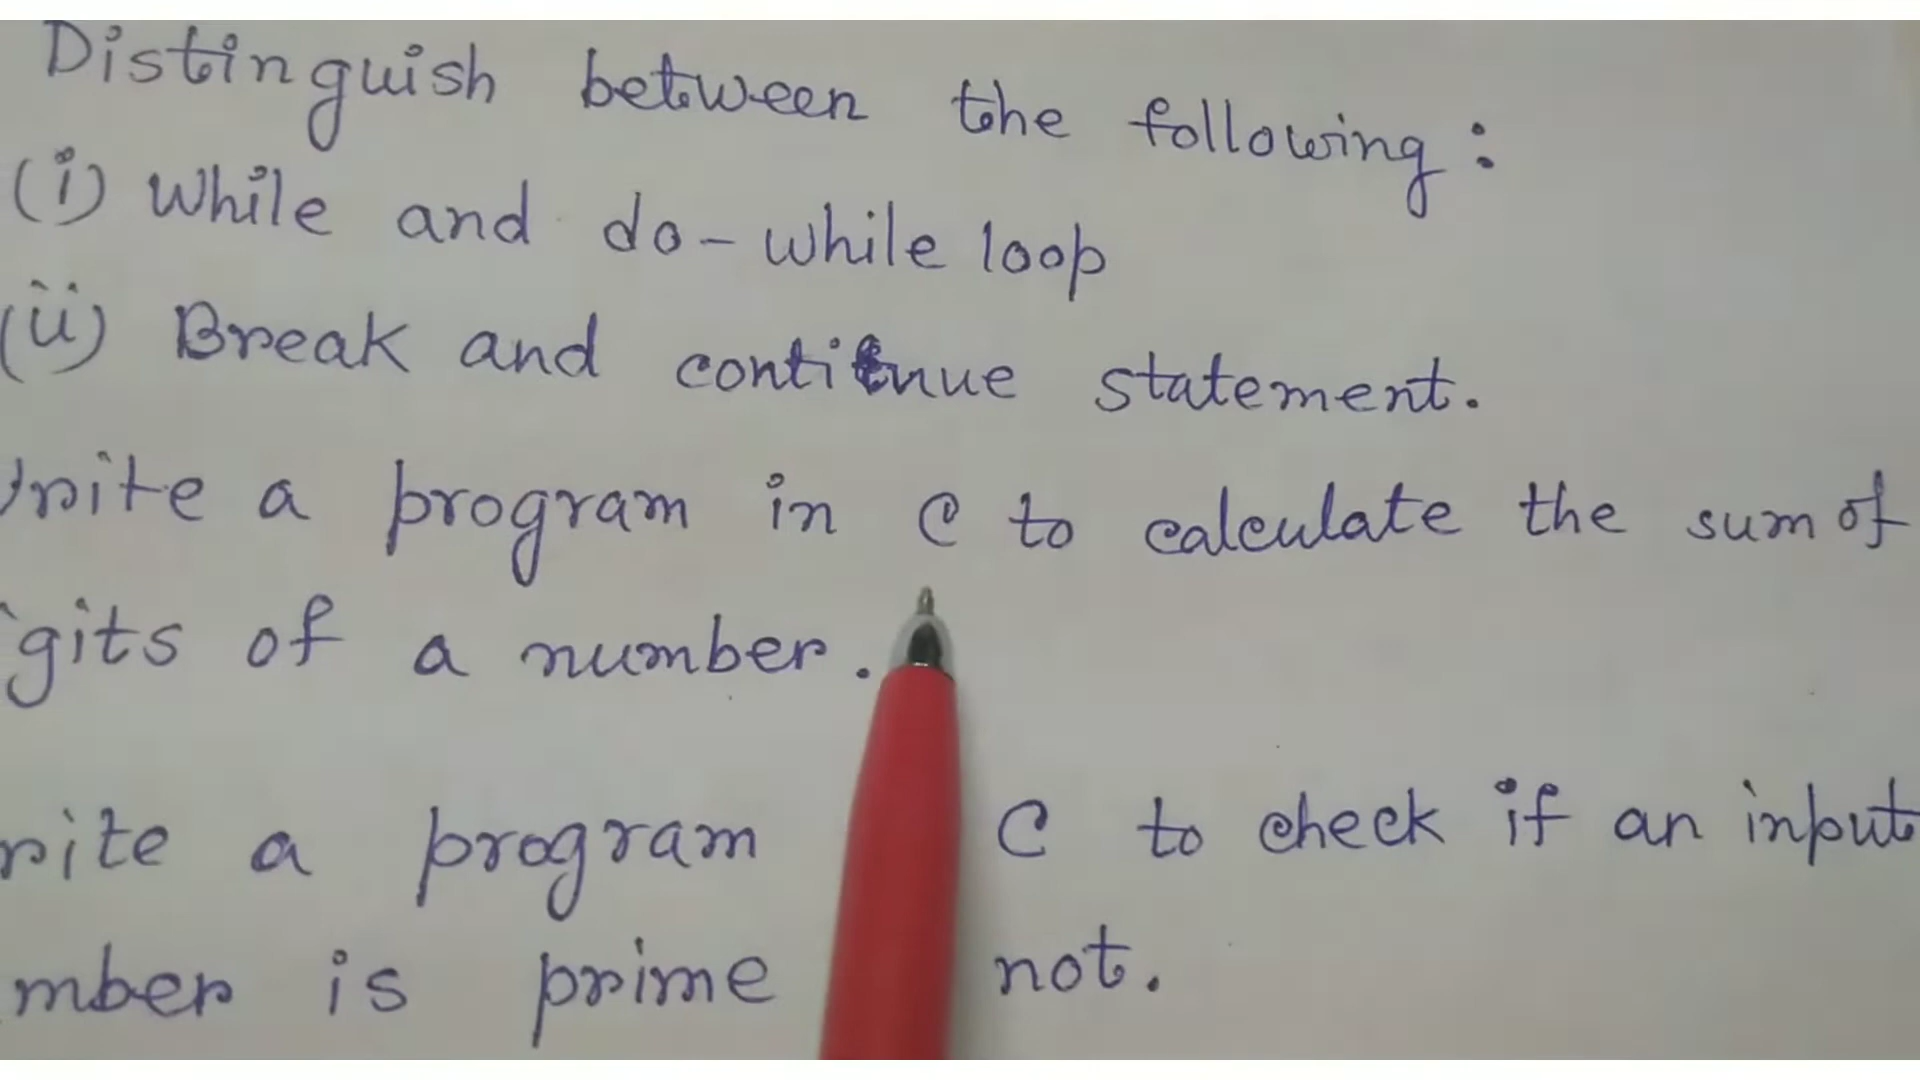 Distinguish between the following:
(i) While and do-while loop
(ii) Break and continue statement.
rite a program in C to calculate the sum of
gits of a number.
rite a program C to check if an input
mber is prime not.